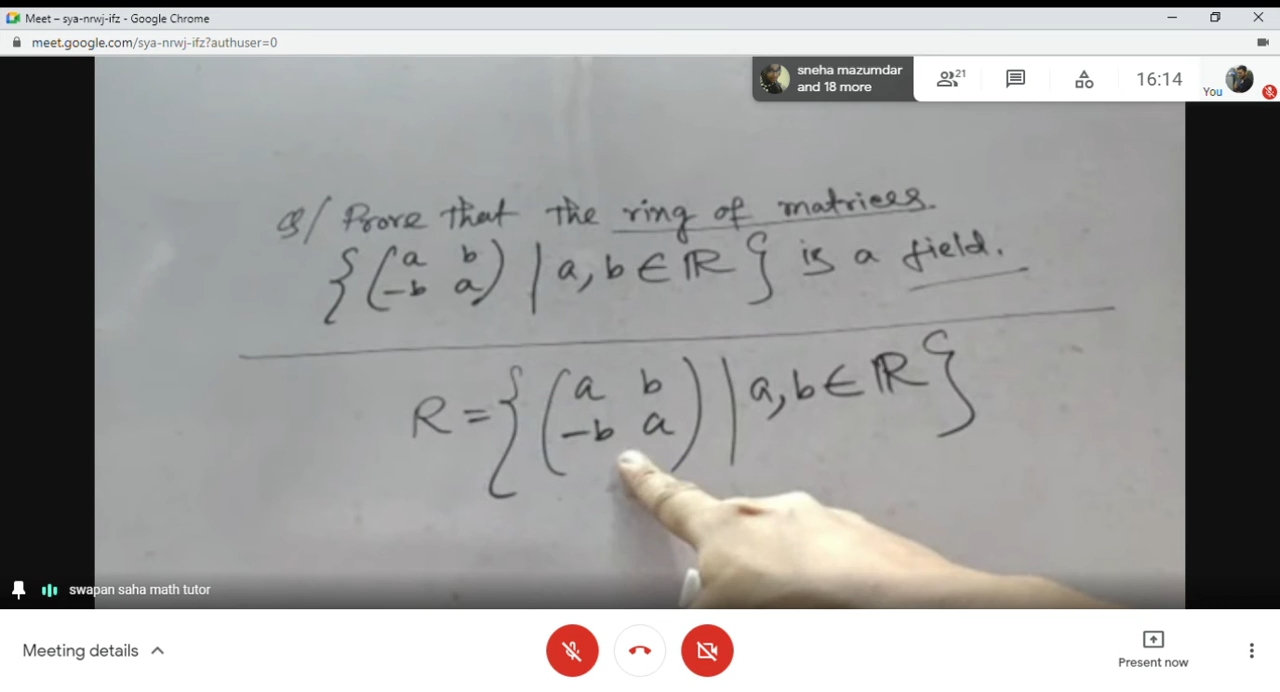 Meet – sya-nrwj-ifz - Google Chrome
meet.google.com/sya-nrwj-ifz?authuser=0
sneha mazumdar
and 18 more
21
16:14
You
Q/ Prove that the ring of matrices.
{(a b
-b a) | a, b ∈ ℝ} is a field.
R = {(a b
-b a) | a, b ∈ ℝ}
swapan saha math tutor
Meeting details
Present now